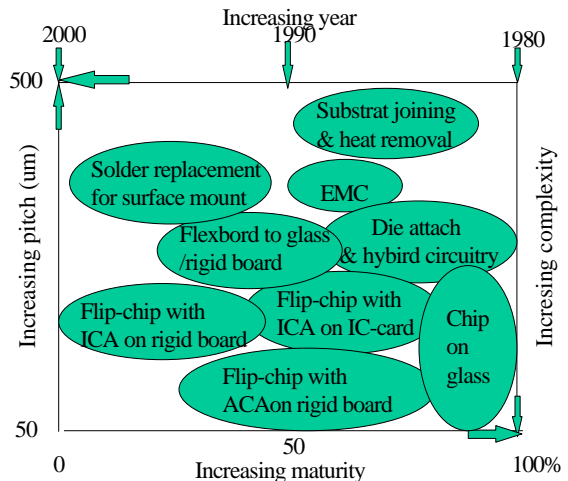 Increasing year
2000
1990
1980
500
Substrat joining
& heat removal
Solder replacement
for surface mount
EMC
Flexbord to glass
/rigid board
Die attach
& hybird circuitry
Flip-chip with
ICA on rigid board
Flip-chip with
ICA on IC-card
Chip
on
glass
Flip-chip with
ACAon rigid board
Increasing pitch (um)
Incresing complexity
50
0
50
100%
Increasing maturity